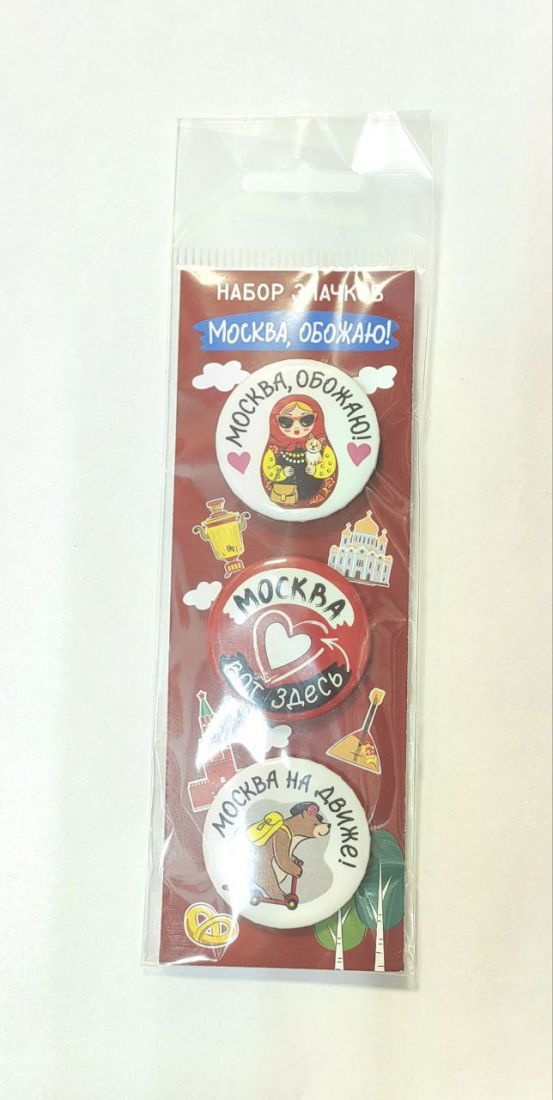 НАБОР ЗНАЧКОВ
МОСКВА, ОБОЖАЮ!
МОСКВА, ОБОЖАЮ!
МОСКВА
ВОТ ЗДЕСЬ
МОСКВА НА ДВИЖЕ!